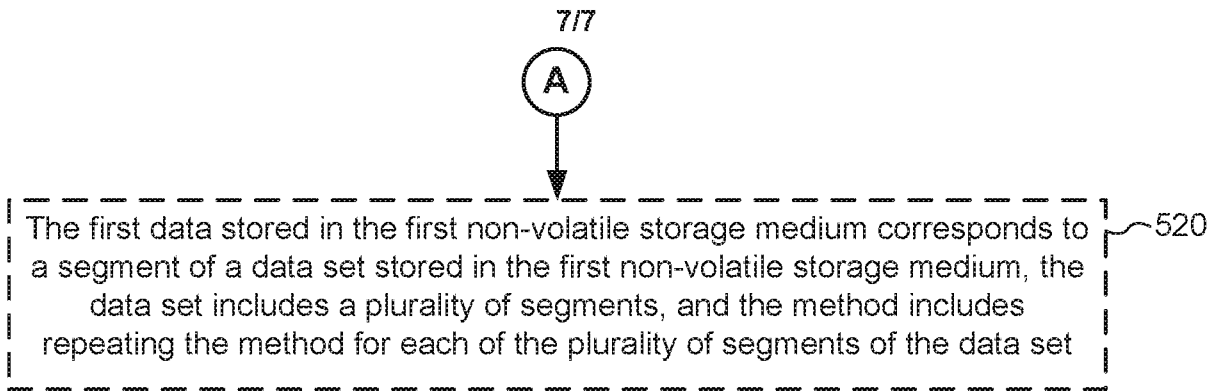 7/7
A
The first data stored in the first non-volatile storage medium corresponds to
a segment of a data set stored in the first non-volatile storage medium, the
data set includes a plurality of segments, and the method includes
repeating the method for each of the plurality of segments of the data set
520